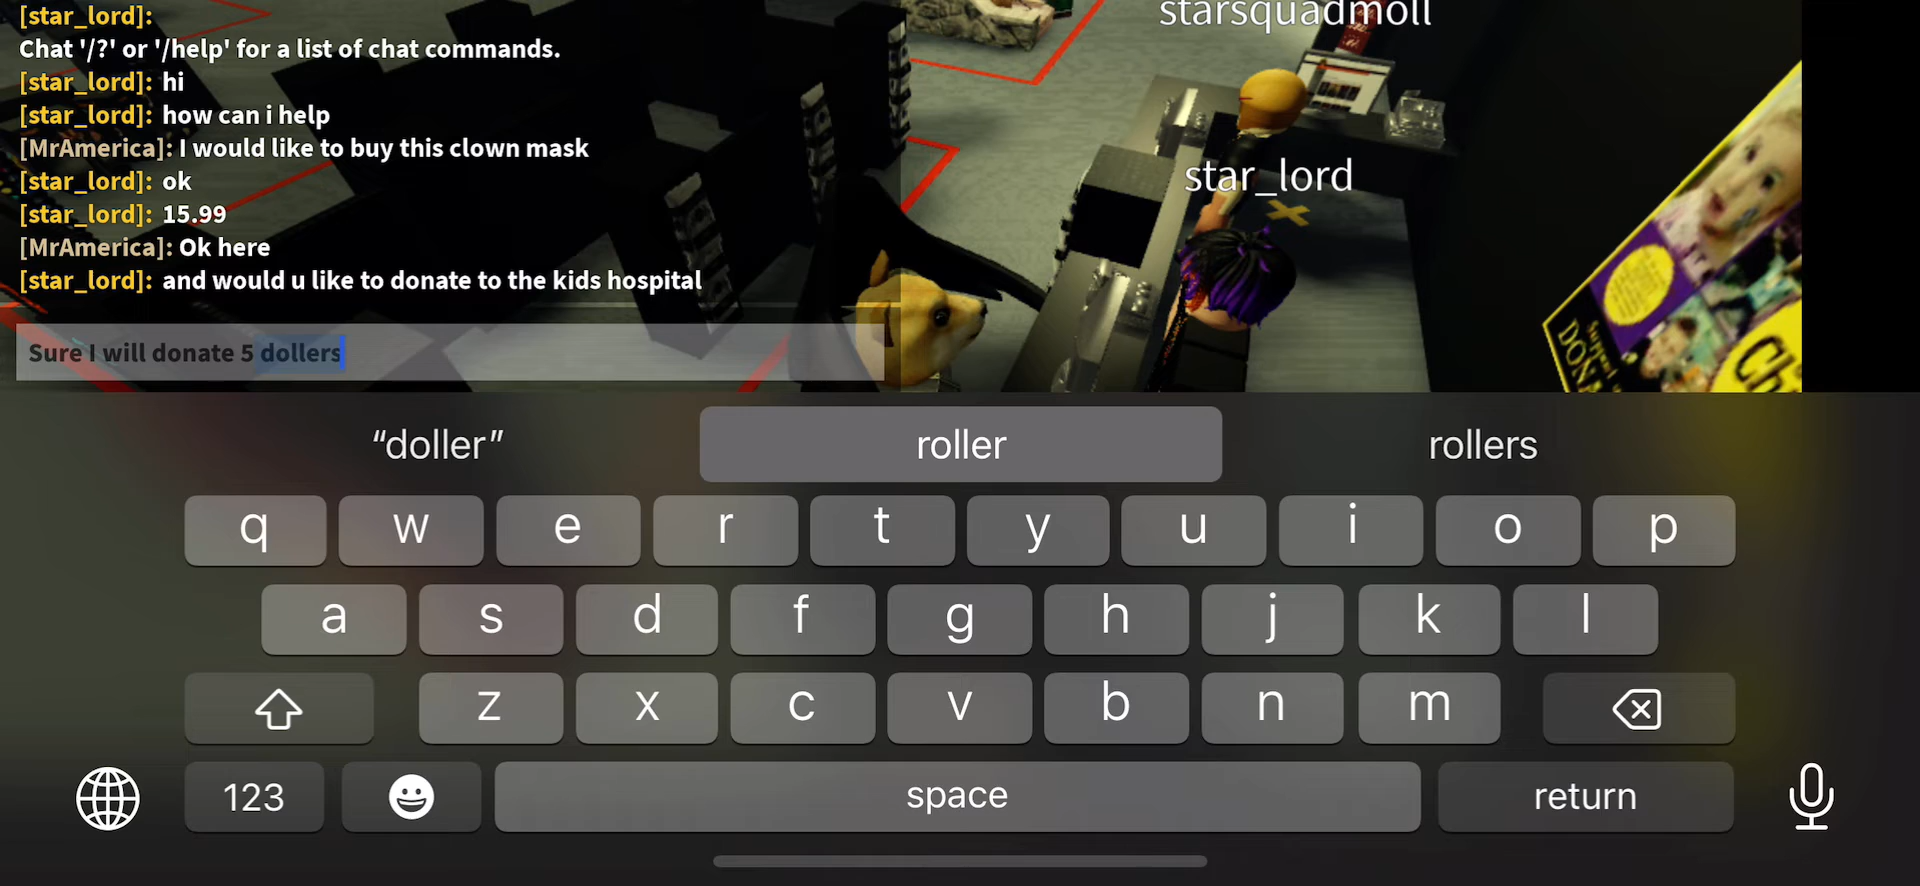 starsquadmoll
[star_lord]:
Chat '/?' or '/help' for a list of chat commands.
[star_lord]: hi
[star_lord]: how can i help
[MrAmerica]: I would like to buy this clown mask
[star_lord]: ok
[star_lord]: 15.99
[MrAmerica]: Ok here
[star_lord]: and would u like to donate to the kids hospital
star_lord
Sure I will donate 5 dollers
“doller” roller rollers
q w e r t y u i o p
a s d f g h j k l
z x c v b n m
123 space return